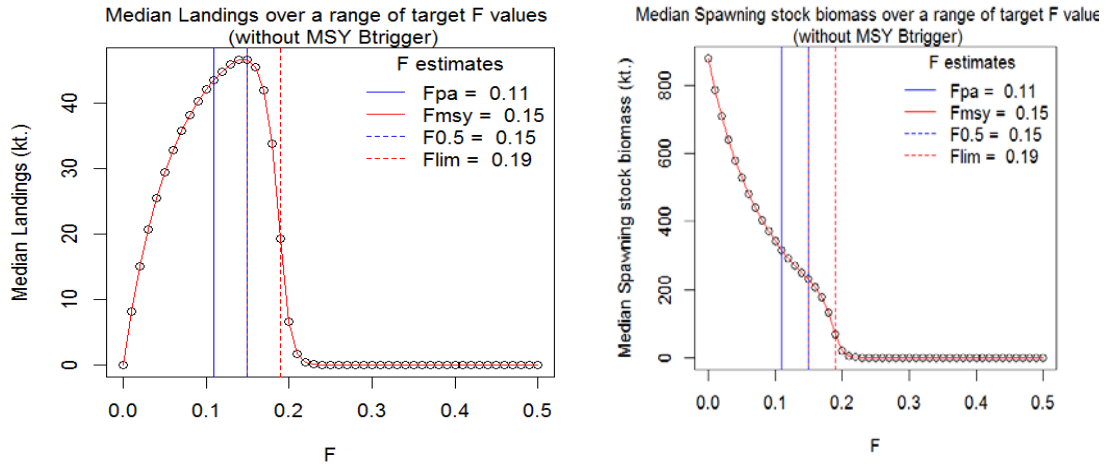 Median Landings over a range of target F values
(without MSY Btrigger)
F estimates
Fpa = 0.11
Fmsy = 0.15
F0.5 = 0.15
Flim = 0.19
Median Landings (kt.)
40
30
20
10
0
0.0 0.1 0.2 0.3 0.4 0.5
F
Median Spawning stock biomass over a range of target F value
(without MSY Btrigger)
F estimates
Fpa = 0.11
Fmsy = 0.15
F0.5 = 0.15
Flim = 0.19
Median Spawning stock biomass (kt.)
800
600
400
200
0
0.0 0.1 0.2 0.3 0.4 0.5
F